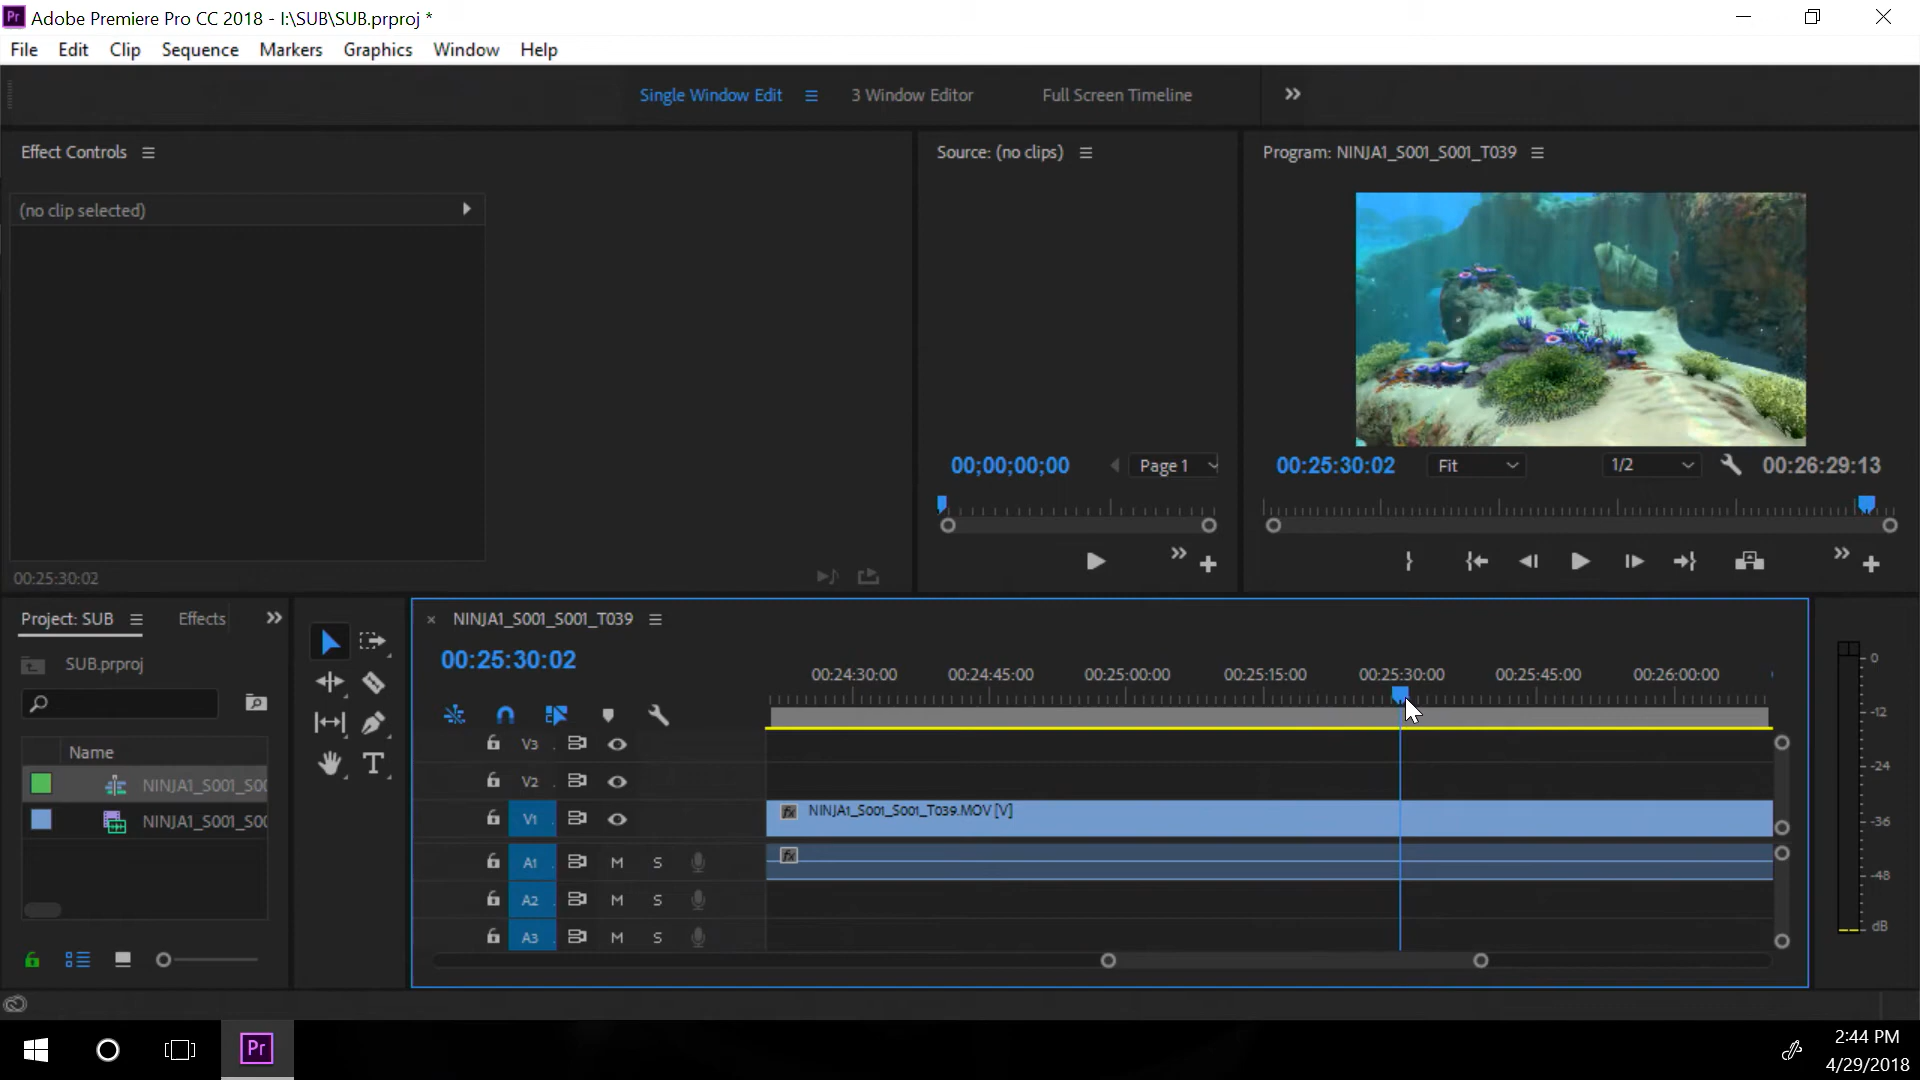 Pr Adobe Premiere Pro CC 2018 - I:\SUB\SUB.prproj *
File Edit Clip Sequence Markers Graphics Window Help
Single Window Edit 3 Window Editor Full Screen Timeline
Effect Controls
Source: (no clips)
Program: NINJA1_S001_S001_T039
(no clip selected)
00;00;00;00 Page 1
00:25:30:02 Fit 1/2 00:26:29:13
00:25:30:02
Project: SUB Effects
NINJA1_S001_S001_T039
SUB.prproj
00:25:30:02
00:24:30:00 00:24:45:00 00:25:00:00 00:25:15:00 00:25:30:00 00:25:45:00 00:26:00:00
Name
NINJA1_S001_S00
NINJA1_S001_S00
V3
V2
V1 fx NINJA1_S001_S001_T039.MOV [V]
A1 M S fx
A2 M S
A3 M S
0
-12
-24
-36
-48
dB
Pr
2:44 PM
4/29/2018